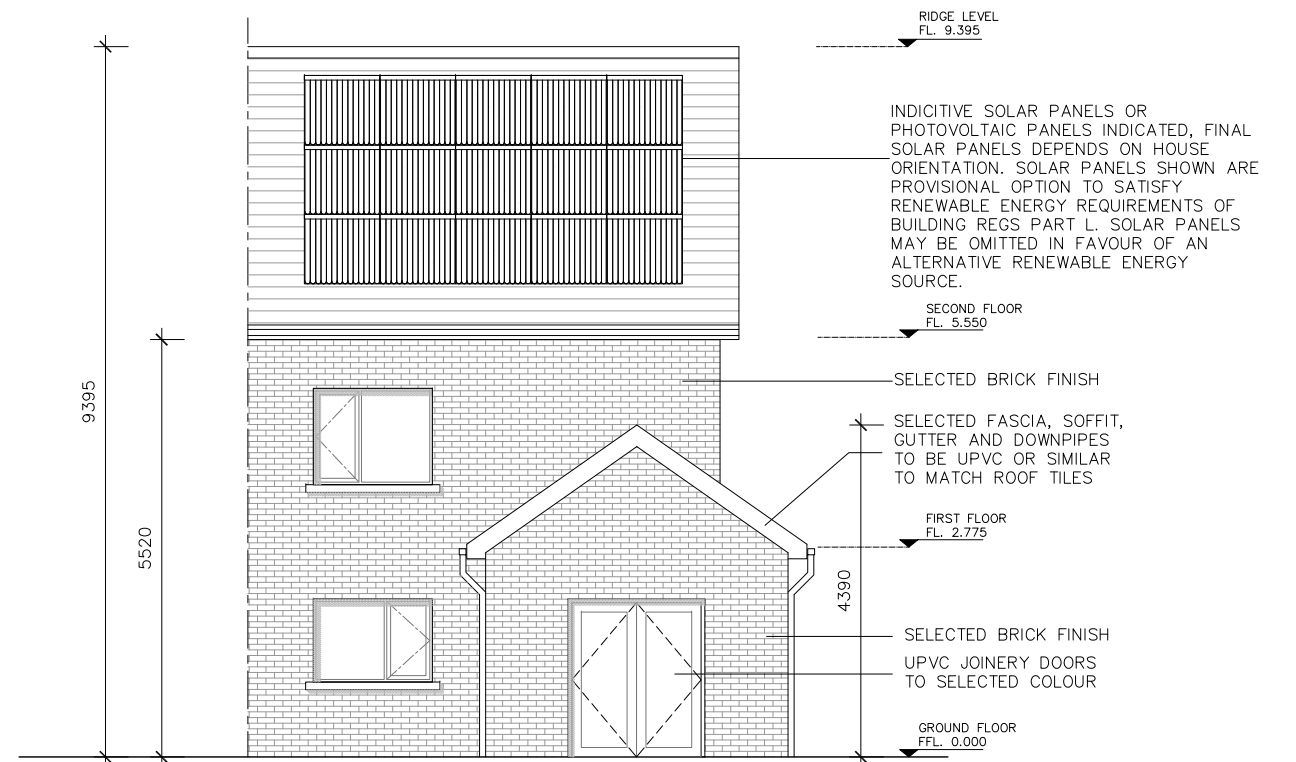 RIDGE LEVEL
FL. 9.395
INDICITIVE SOLAR PANELS OR
PHOTOVOLTAIC PANELS INDICATED, FINAL
SOLAR PANELS DEPENDS ON HOUSE
ORIENTATION. SOLAR PANELS SHOWN ARE
PROVISIONAL OPTION TO SATISFY
RENEWABLE ENERGY REQUIREMENTS OF
BUILDING REGS PART L. SOLAR PANELS
MAY BE OMITTED IN FAVOUR OF AN
ALTERNATIVE RENEWABLE ENERGY
SOURCE.
SECOND FLOOR
FL. 5.550
SELECTED BRICK FINISH
9395
SELECTED FASCIA, SOFFIT,
GUTTER AND DOWNPIPES
TO BE UPVC OR SIMILAR
TO MATCH ROOF TILES
FIRST FLOOR
FL. 2.775
5520
4390
SELECTED BRICK FINISH
UPVC JOINERY DOORS
TO SELECTED COLOUR
GROUND FLOOR
FFL. 0.000